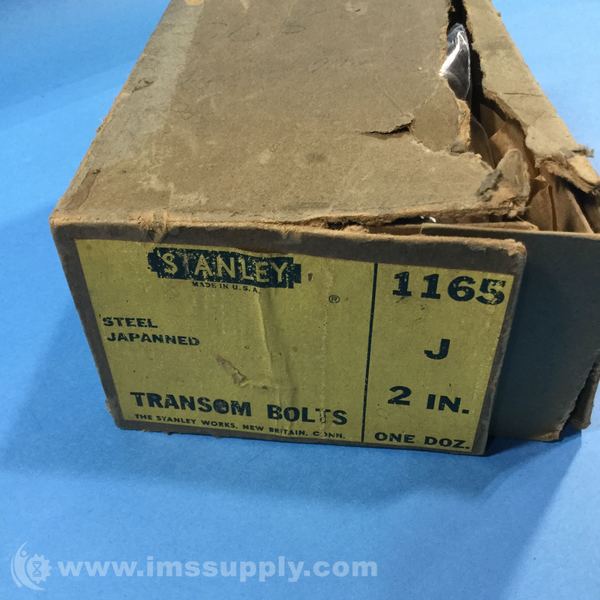 STANLEY
MADE IN U.S.A.
®
STEEL
JAPANNED
TRANSOM BOLTS
THE STANLEY WORKS, NEW BRITAIN, CONN.
1165
J
2 IN.
ONE DOZ.
www.imssupply.com